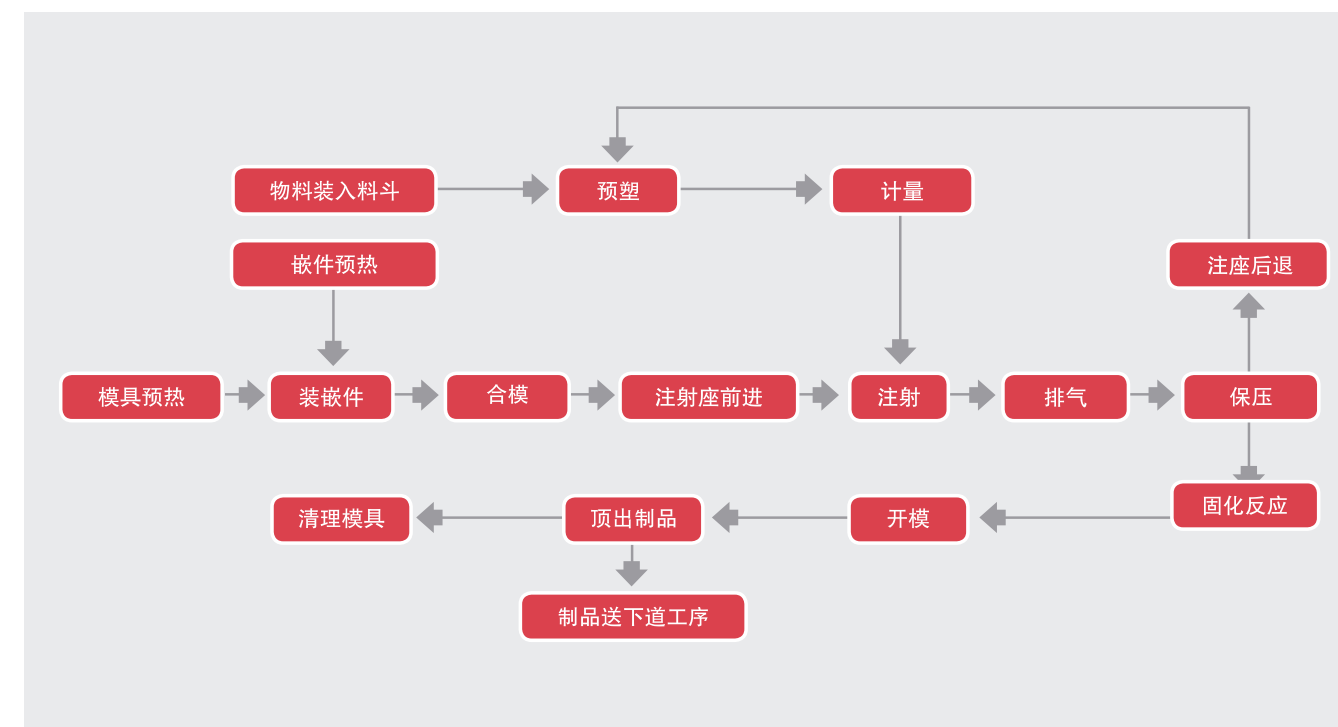 物料装入料斗
预塑
计量
嵌件预热
注座后退
模具预热
装嵌件
合模
注射座前进
注射
排气
保压
清理模具
顶出制品
开模
固化反应
制品送下道工序